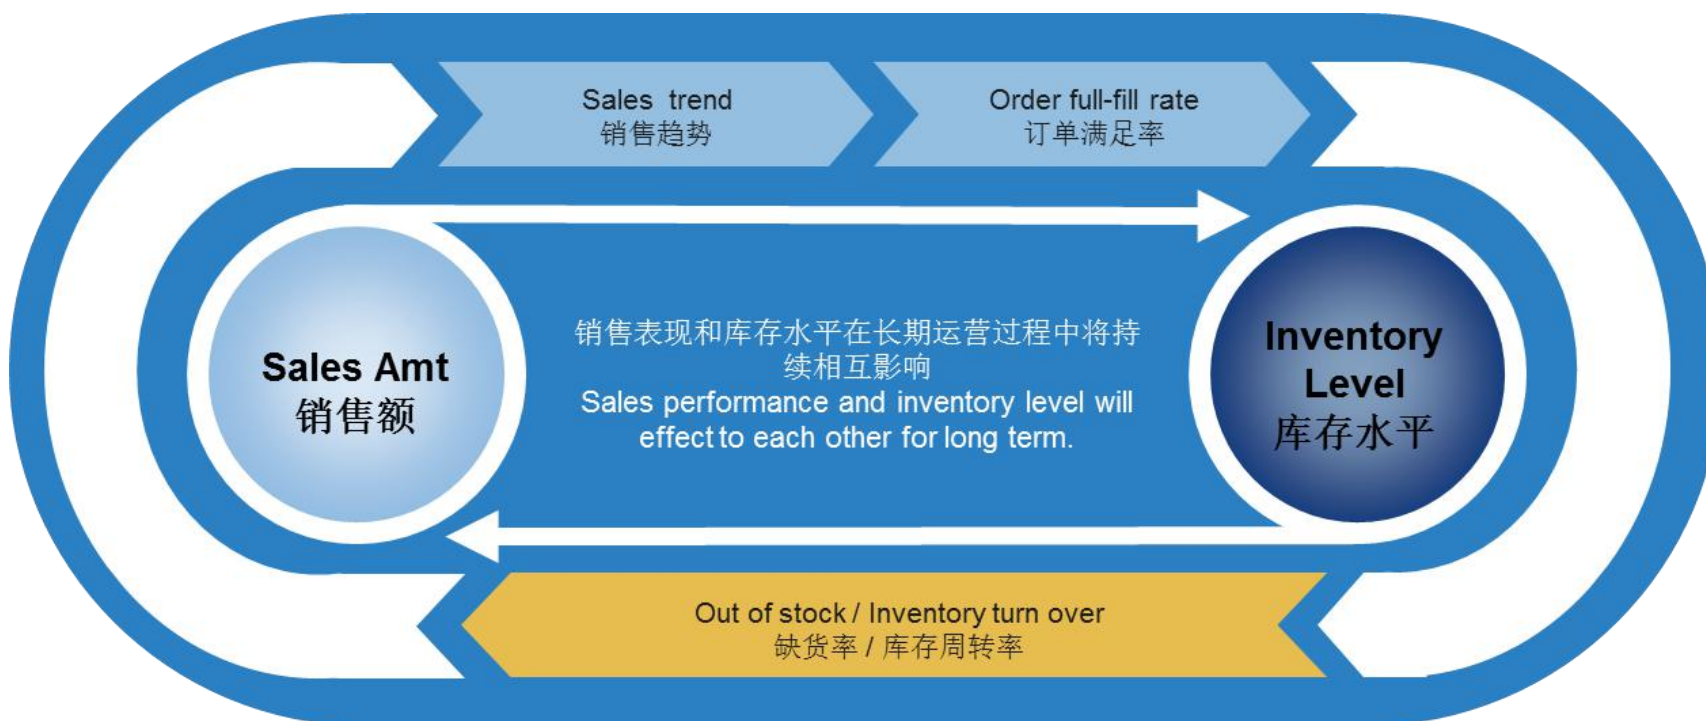 Sales trend
销售趋势
Order full-fill rate
订单满足率
Sales Amt
销售额
销售表现和库存水平在长期运营过程中将持
续相互影响
Sales performance and inventory level will
effect to each other for long term.
Inventory
Level
库存水平
Out of stock / Inventory turn over
缺货率 / 库存周转率